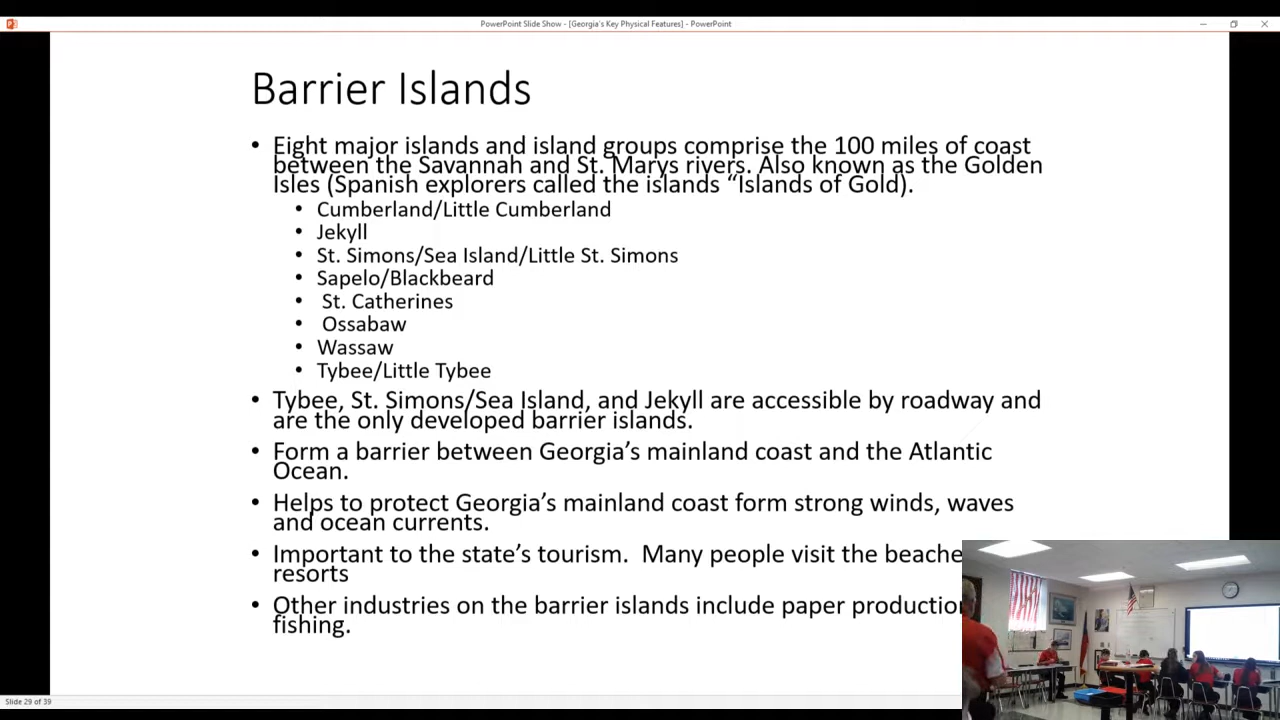 PowerPoint Slide Show - [Georgia's Key Physical Features] - PowerPoint
Barrier Islands
• Eight major islands and island groups comprise the 100 miles of coast
between the Savannah and St. Marys rivers. Also known as the Golden
Isles (Spanish explorers called the islands “Islands of Gold).
• Cumberland/Little Cumberland
• Jekyll
• St. Simons/Sea Island/Little St. Simons
• Sapelo/Blackbeard
• St. Catherines
• Ossabaw
• Wassaw
• Tybee/Little Tybee
• Tybee, St. Simons/Sea Island, and Jekyll are accessible by roadway and
are the only developed barrier islands.
• Form a barrier between Georgia’s mainland coast and the Atlantic
Ocean.
• Helps to protect Georgia’s mainland coast form strong winds, waves
and ocean currents.
• Important to the state’s tourism.  Many people visit the
resorts
• Other industries on the barrier islands include paper
fishing.
Slide 29 of 39